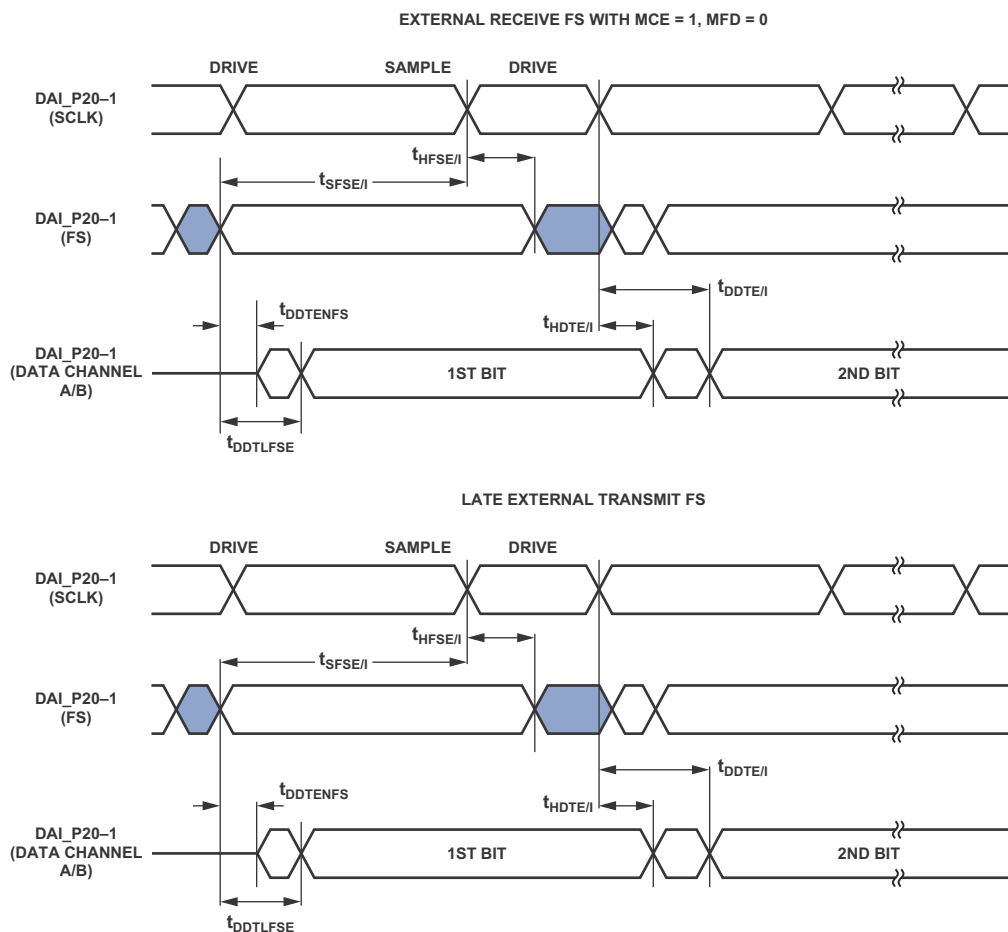 EXTERNAL RECEIVE FS WITH MCE = 1, MFD = 0
DRIVE SAMPLE DRIVE
DAI_P20–1
(SCLK)
tHFSE/I
tSFSE/I
DAI_P20–1
(FS)
tDDTE/I
tDDTENFS
tHDTE/I
DAI_P20–1
(DATA CHANNEL
A/B)
1ST BIT 2ND BIT
tDDTLFSE
LATE EXTERNAL TRANSMIT FS
DRIVE SAMPLE DRIVE
DAI_P20–1
(SCLK)
tHFSE/I
tSFSE/I
DAI_P20–1
(FS)
tDDTE/I
tDDTENFS
tHDTE/I
DAI_P20–1
(DATA CHANNEL
A/B)
1ST BIT 2ND BIT
tDDTLFSE